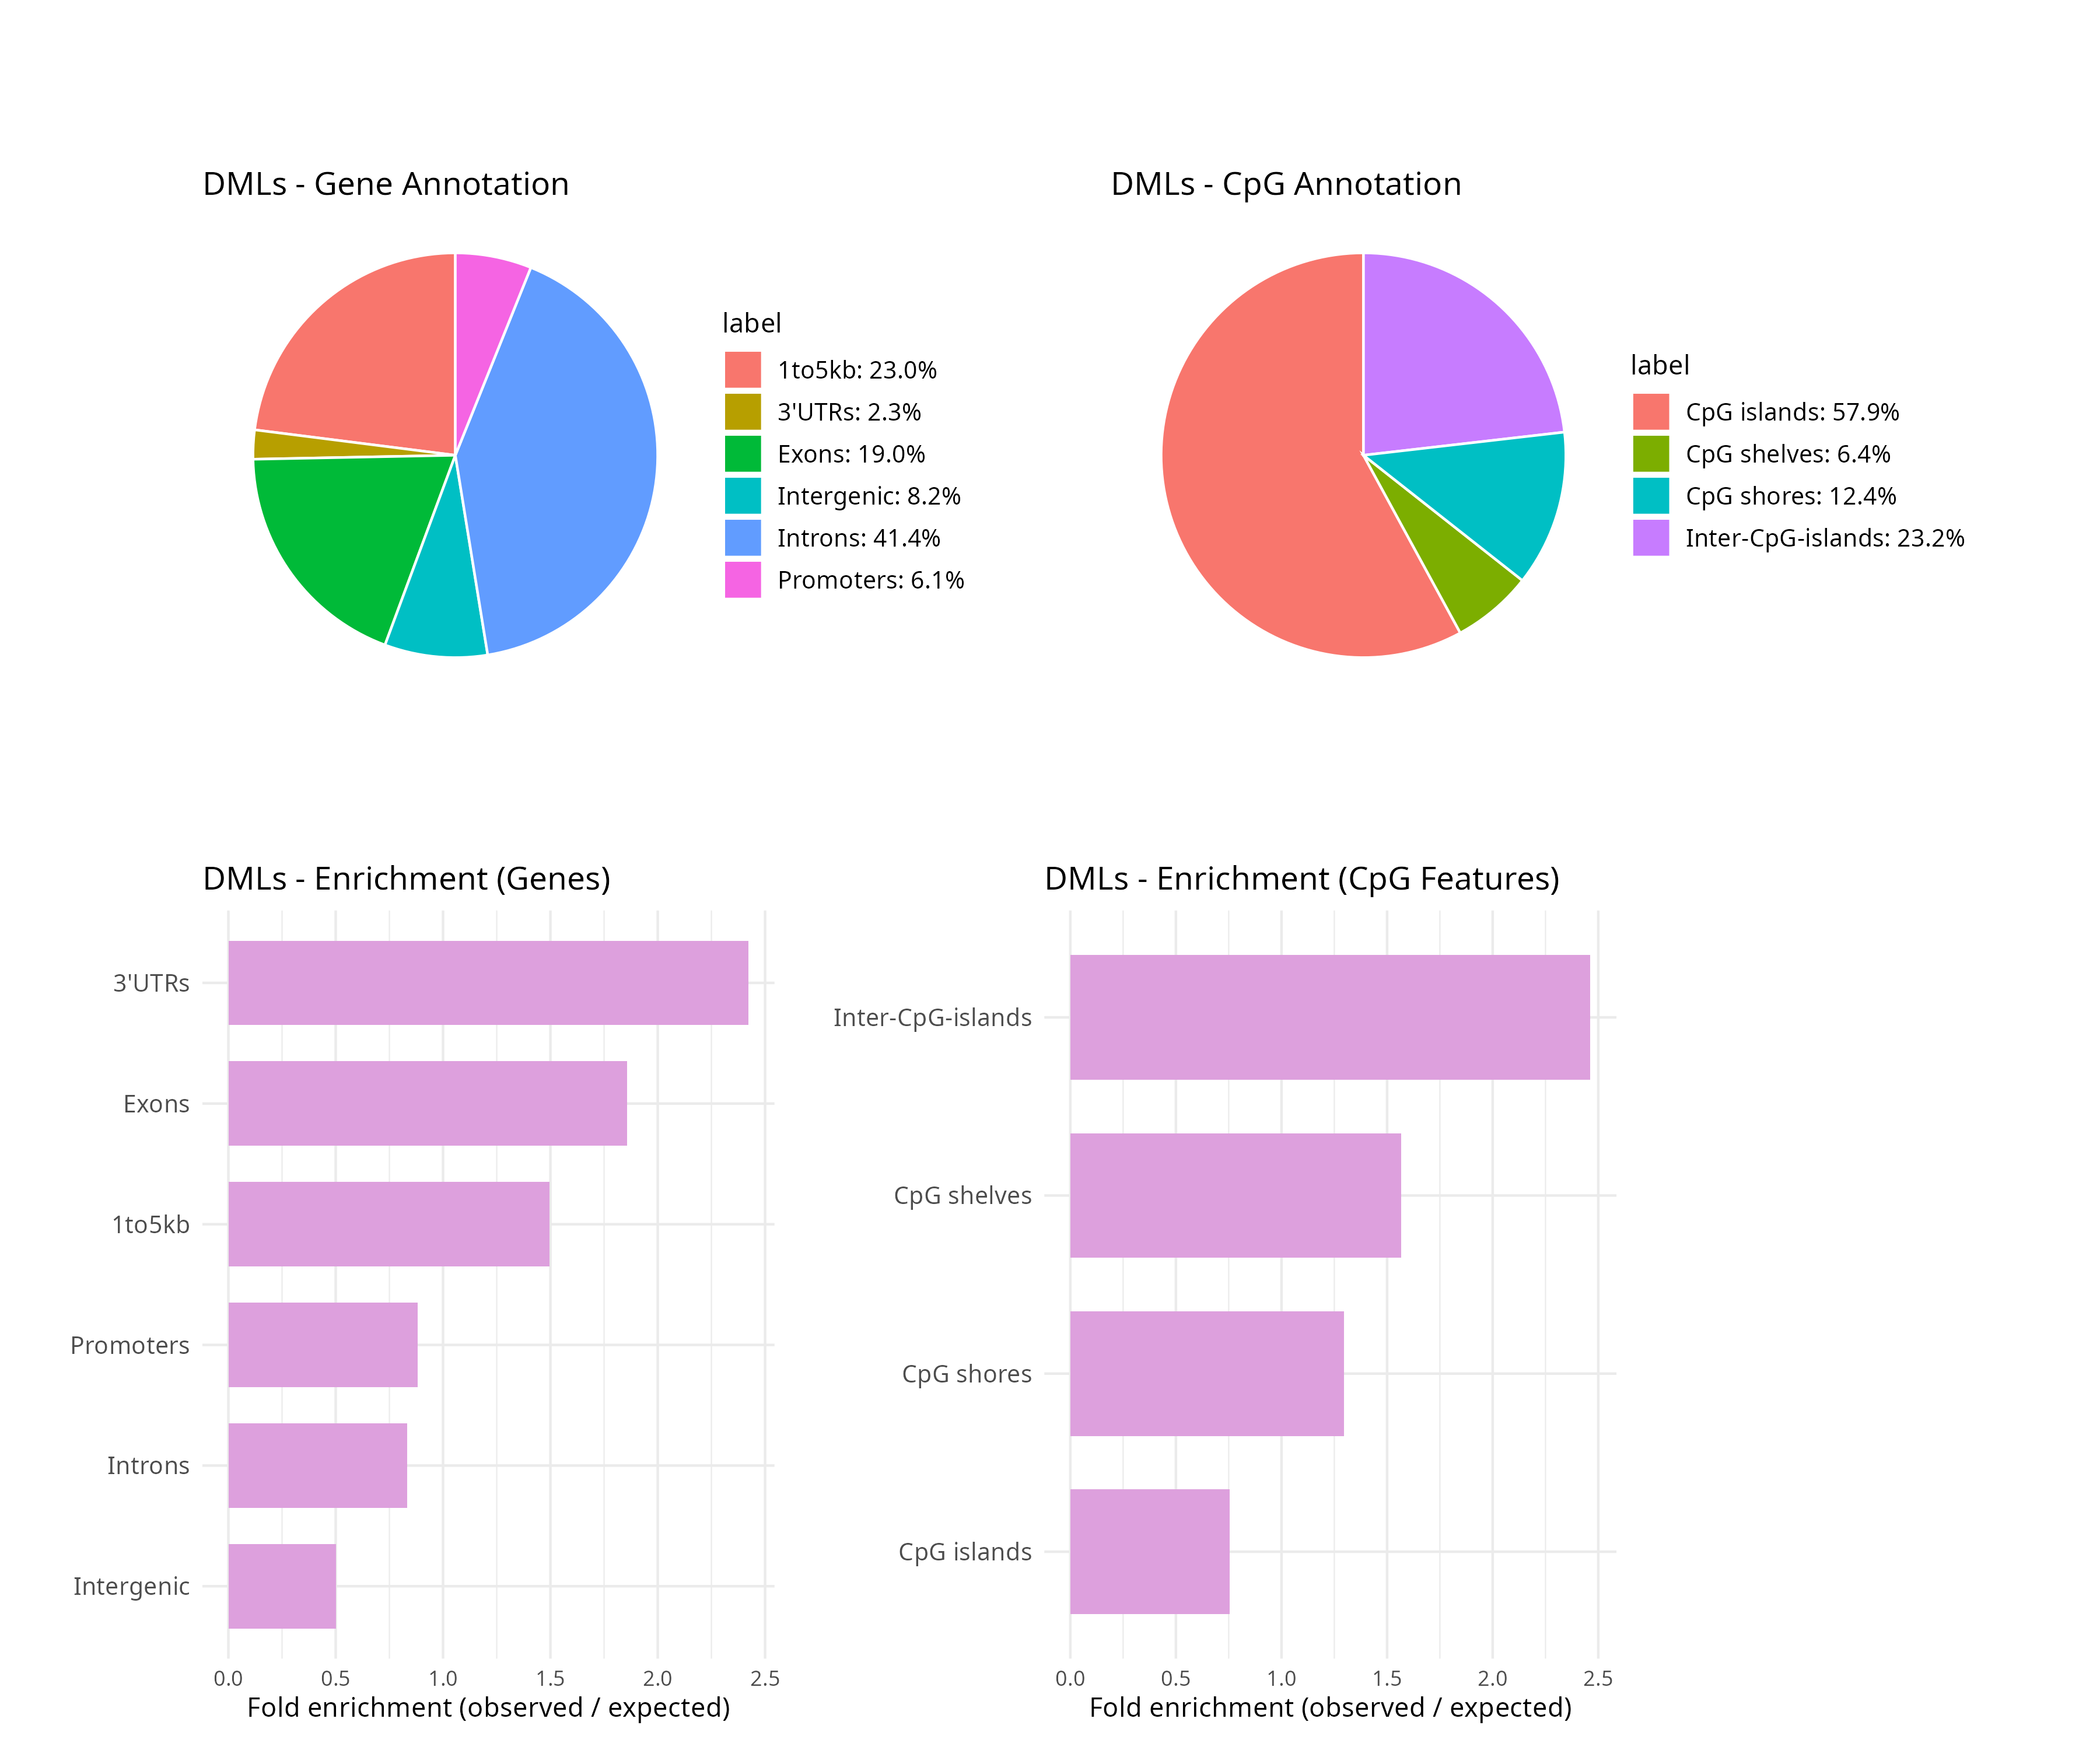 DMLs - Gene Annotation
label
1to5kb: 23.0%
3'UTRs: 2.3%
Exons: 19.0%
Intergenic: 8.2%
Introns: 41.4%
Promoters: 6.1%
DMLs - CpG Annotation
label
CpG islands: 57.9%
CpG shelves: 6.4%
CpG shores: 12.4%
Inter-CpG-islands: 23.2%
DMLs - Enrichment (Genes)
3'UTRs
Exons
1to5kb
Promoters
Introns
Intergenic
0.0 0.5 1.0 1.5 2.0 2.5
Fold enrichment (observed / expected)
DMLs - Enrichment (CpG Features)
Inter-CpG-islands
CpG shelves
CpG shores
CpG islands
0.0 0.5 1.0 1.5 2.0 2.5
Fold enrichment (observed / expected)